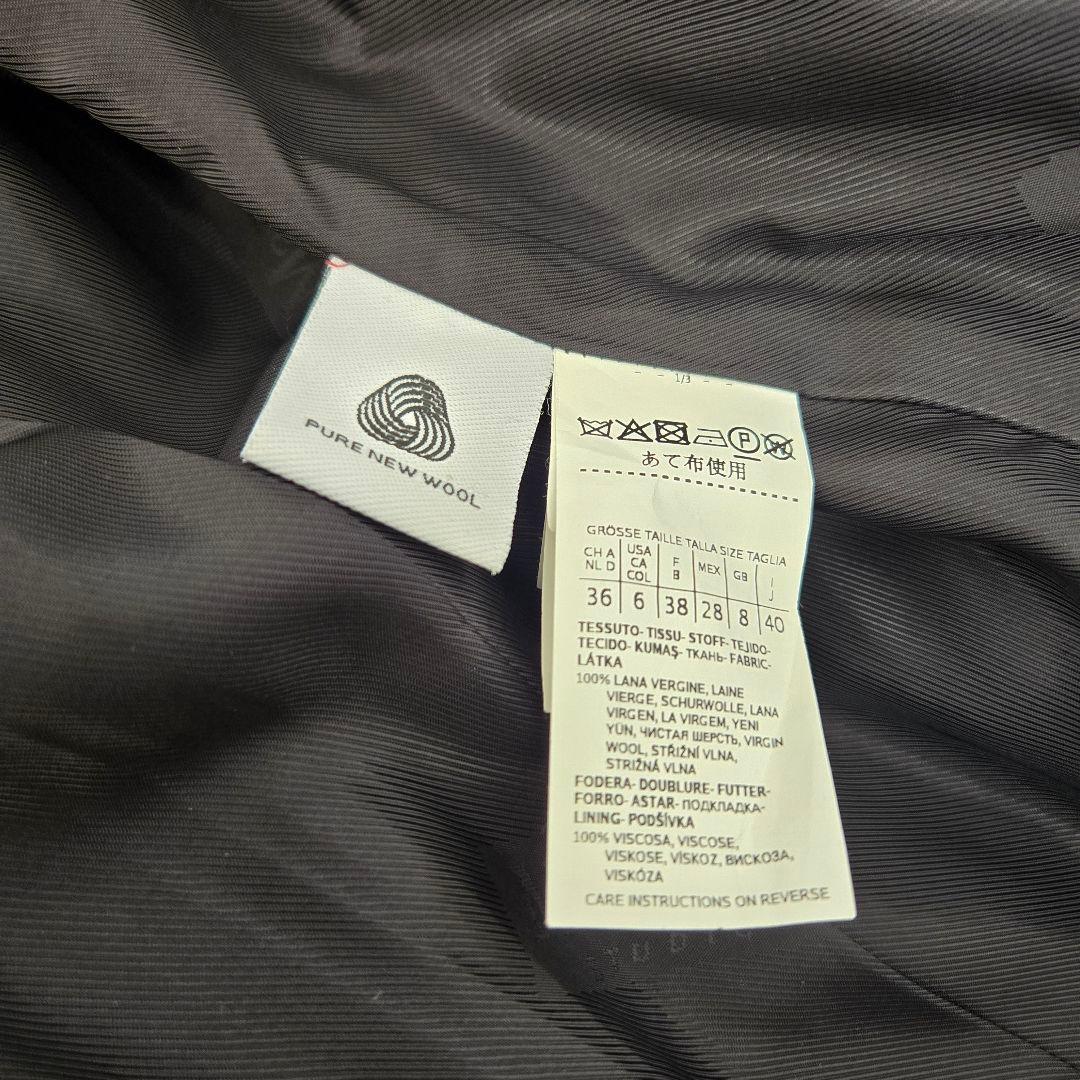 PURE NEW WOOL
1/3
P
W
あて布使用
GRÖSSE TAILLE TALLA SIZE TAGLIA
CH A NL D USA CA COL F B MEX GB I J
36 6 38 28 8 40
TESSUTO- TISSU- STOFF- TEJIDO-
TECIDO- KUMAŞ- ТКАНЬ- FABRIC-
LÁTKA
100% LANA VERGINE, LAINE
VIERGE, SCHURWOLLE, LANA
VIRGEN, LA VIRGEM, YENI
YÜN, ЧИСТАЯ ШЕРСТЬ, VIRGIN
WOOL, STŘIŽNÍ VLNA,
STRIŽNÁ VLNA
FODERA- DOUBLURE- FUTTER-
FORRO- ASTAR- ПОДКЛАДКА-
LINING- PODŠÍVKA
100% VISCOSA, VISCOSE,
VISKOSE, VİSKOZ, ВИСКОЗА,
VISKÓZA
CARE INSTRUCTIONS ON REVERSE